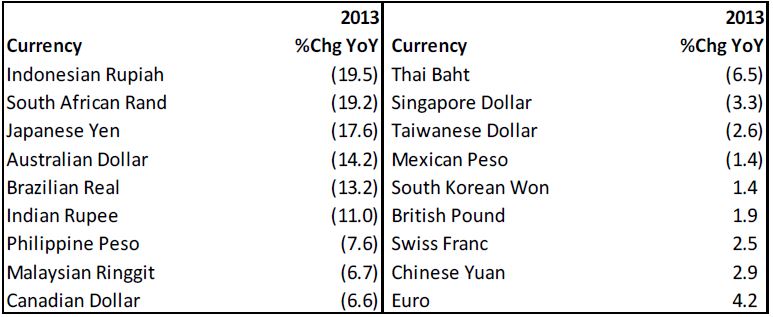 2013 2013
Currency %Chg YoY Currency %Chg YoY
Indonesian Rupiah (19.5) Thai Baht (6.5)
South African Rand (19.2) Singapore Dollar (3.3)
Japanese Yen (17.6) Taiwanese Dollar (2.6)
Australian Dollar (14.2) Mexican Peso (1.4)
Brazilian Real (13.2) South Korean Won 1.4
Indian Rupee (11.0) British Pound 1.9
Philippine Peso (7.6) Swiss Franc 2.5
Malaysian Ringgit (6.7) Chinese Yuan 2.9
Canadian Dollar (6.6) Euro 4.2